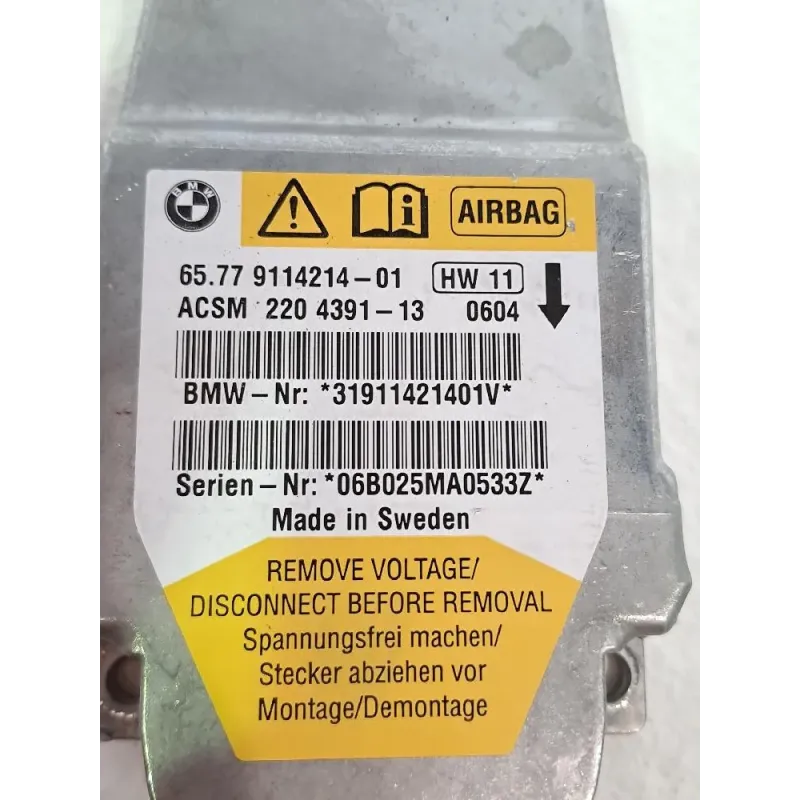 BMW
AIRBAG
65.77 9114214-01 HW 11
ACSM 220 4391-13 0604
BMW-Nr: *31911421401V*
Serien-Nr: *06B025MA0533Z*
Made in Sweden
REMOVE VOLTAGE/
DISCONNECT BEFORE REMOVAL
Spannungsfrei machen/
Stecker abziehen vor
Montage/Demontage